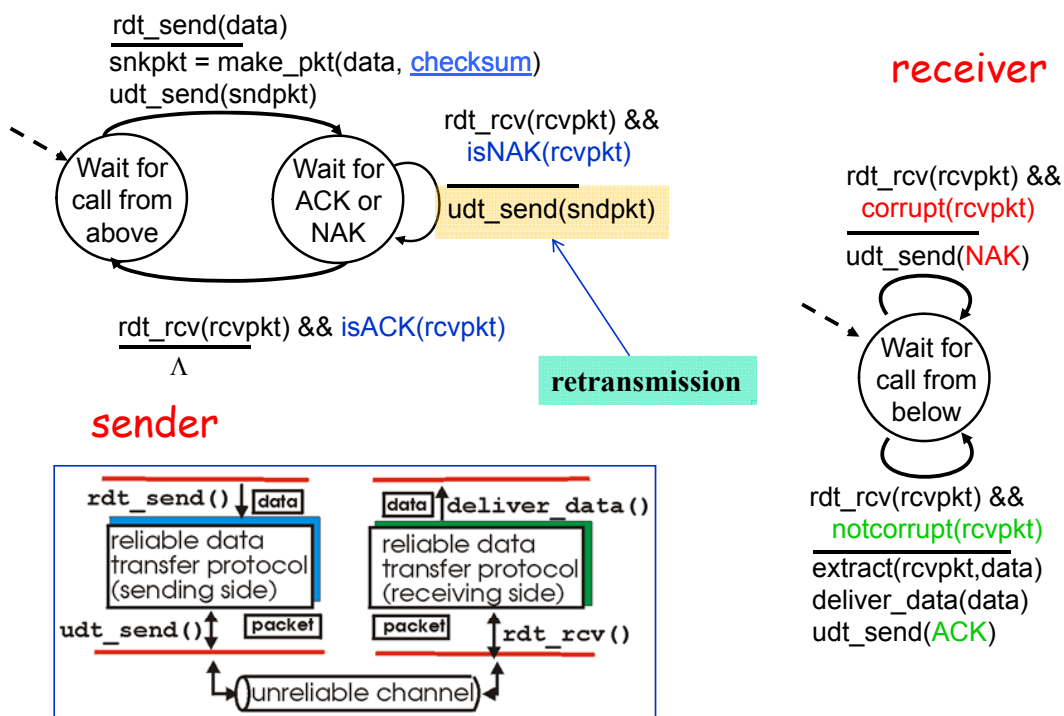 rdt_send(data)
snkpkt = make_pkt(data, checksum)
udt_send(sndpkt)
Wait for
call from
above
Wait for
ACK or
NAK
rdt_rcv(rcvpkt) &&
isNAK(rcvpkt)
udt_send(sndpkt)
rdt_rcv(rcvpkt) && isACK(rcvpkt)
Λ
retransmission
sender
receiver
rdt_rcv(rcvpkt) &&
corrupt(rcvpkt)
udt_send(NAK)
Wait for
call from
below
rdt_rcv(rcvpkt) &&
notcorrupt(rcvpkt)
extract(rcvpkt,data)
deliver_data(data)
udt_send(ACK)
rdt_send()
data
data
deliver_data()
reliable data
transfer protocol
(sending side)
reliable data
transfer protocol
(receiving side)
udt_send()
packet
packet
rdt_rcv()
unreliable channel